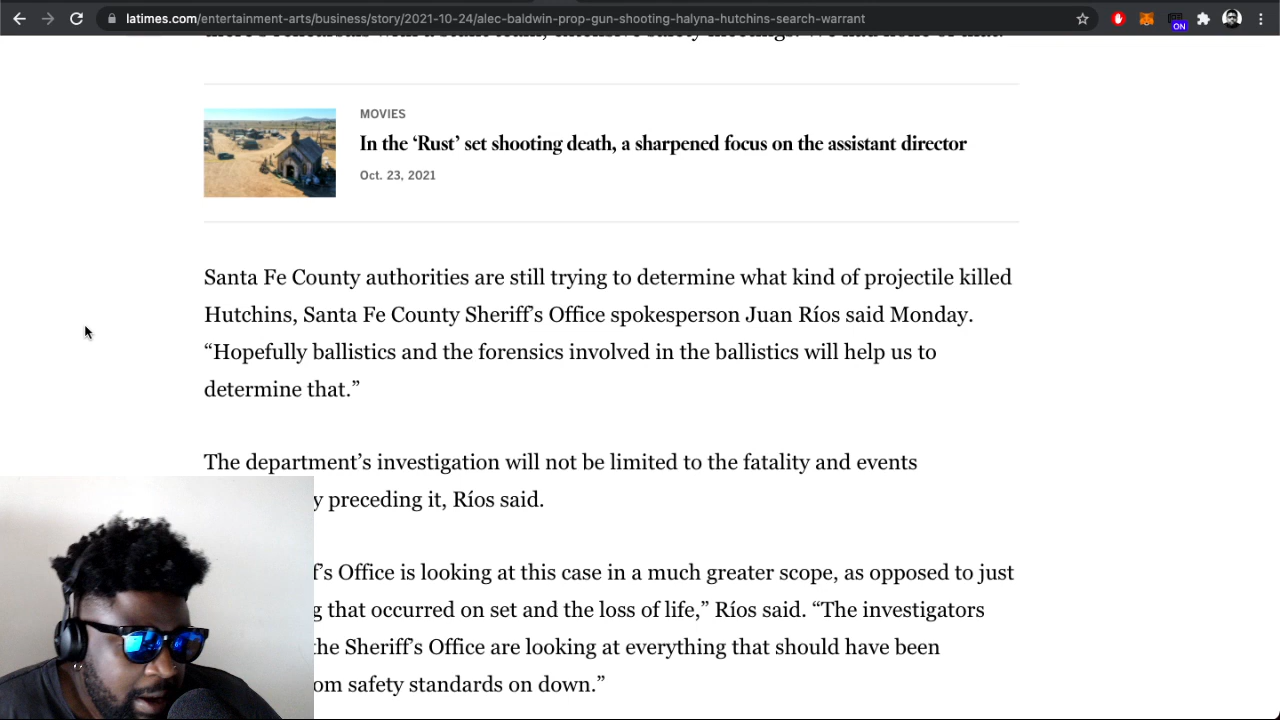 latimes.com/entertainment-arts/business/story/2021-10-24/alec-baldwin-prop-gun-shooting-halyna-hutchins-search-warrant
ON
MOVIES
In the ‘Rust’ set shooting death, a sharpened focus on the assistant director
Oct. 23, 2021
Santa Fe County authorities are still trying to determine what kind of projectile killed
Hutchins, Santa Fe County Sheriff’s Office spokesperson Juan Ríos said Monday.
“Hopefully ballistics and the forensics involved in the ballistics will help us to
determine that.”
The department’s investigation will not be limited to the fatality and events
y preceding it, Ríos said.
f’s Office is looking at this case in a much greater scope, as opposed to just
g that occurred on set and the loss of life,” Ríos said. “The investigators
the Sheriff’s Office are looking at everything that should have been
om safety standards on down.”